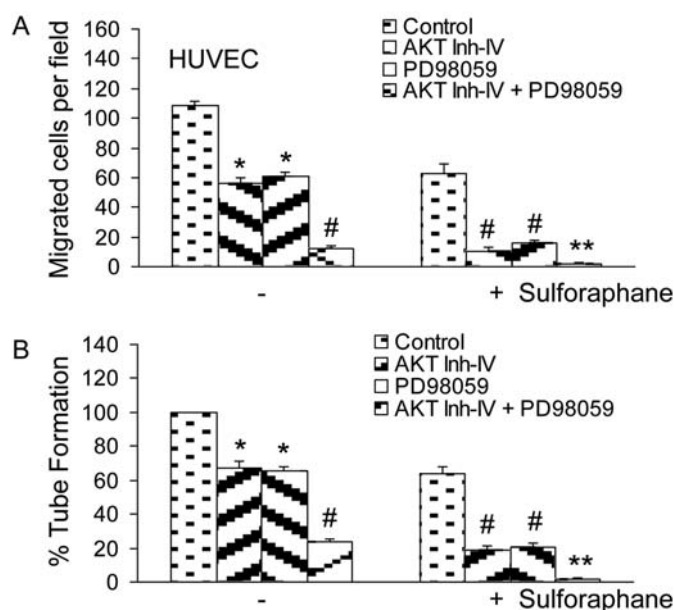 A
Migrated cells per field
160
140
120
100
80
60
40
20
0
HUVEC
Control
AKT Inh-IV
PD98059
AKT Inh-IV + PD98059
*
*
#
#
#
**
-
+ Sulforaphane
B
% Tube Formation
140
120
100
80
60
40
20
0
Control
AKT Inh-IV
PD98059
AKT Inh-IV + PD98059
*
*
#
#
#
**
-
+ Sulforaphane